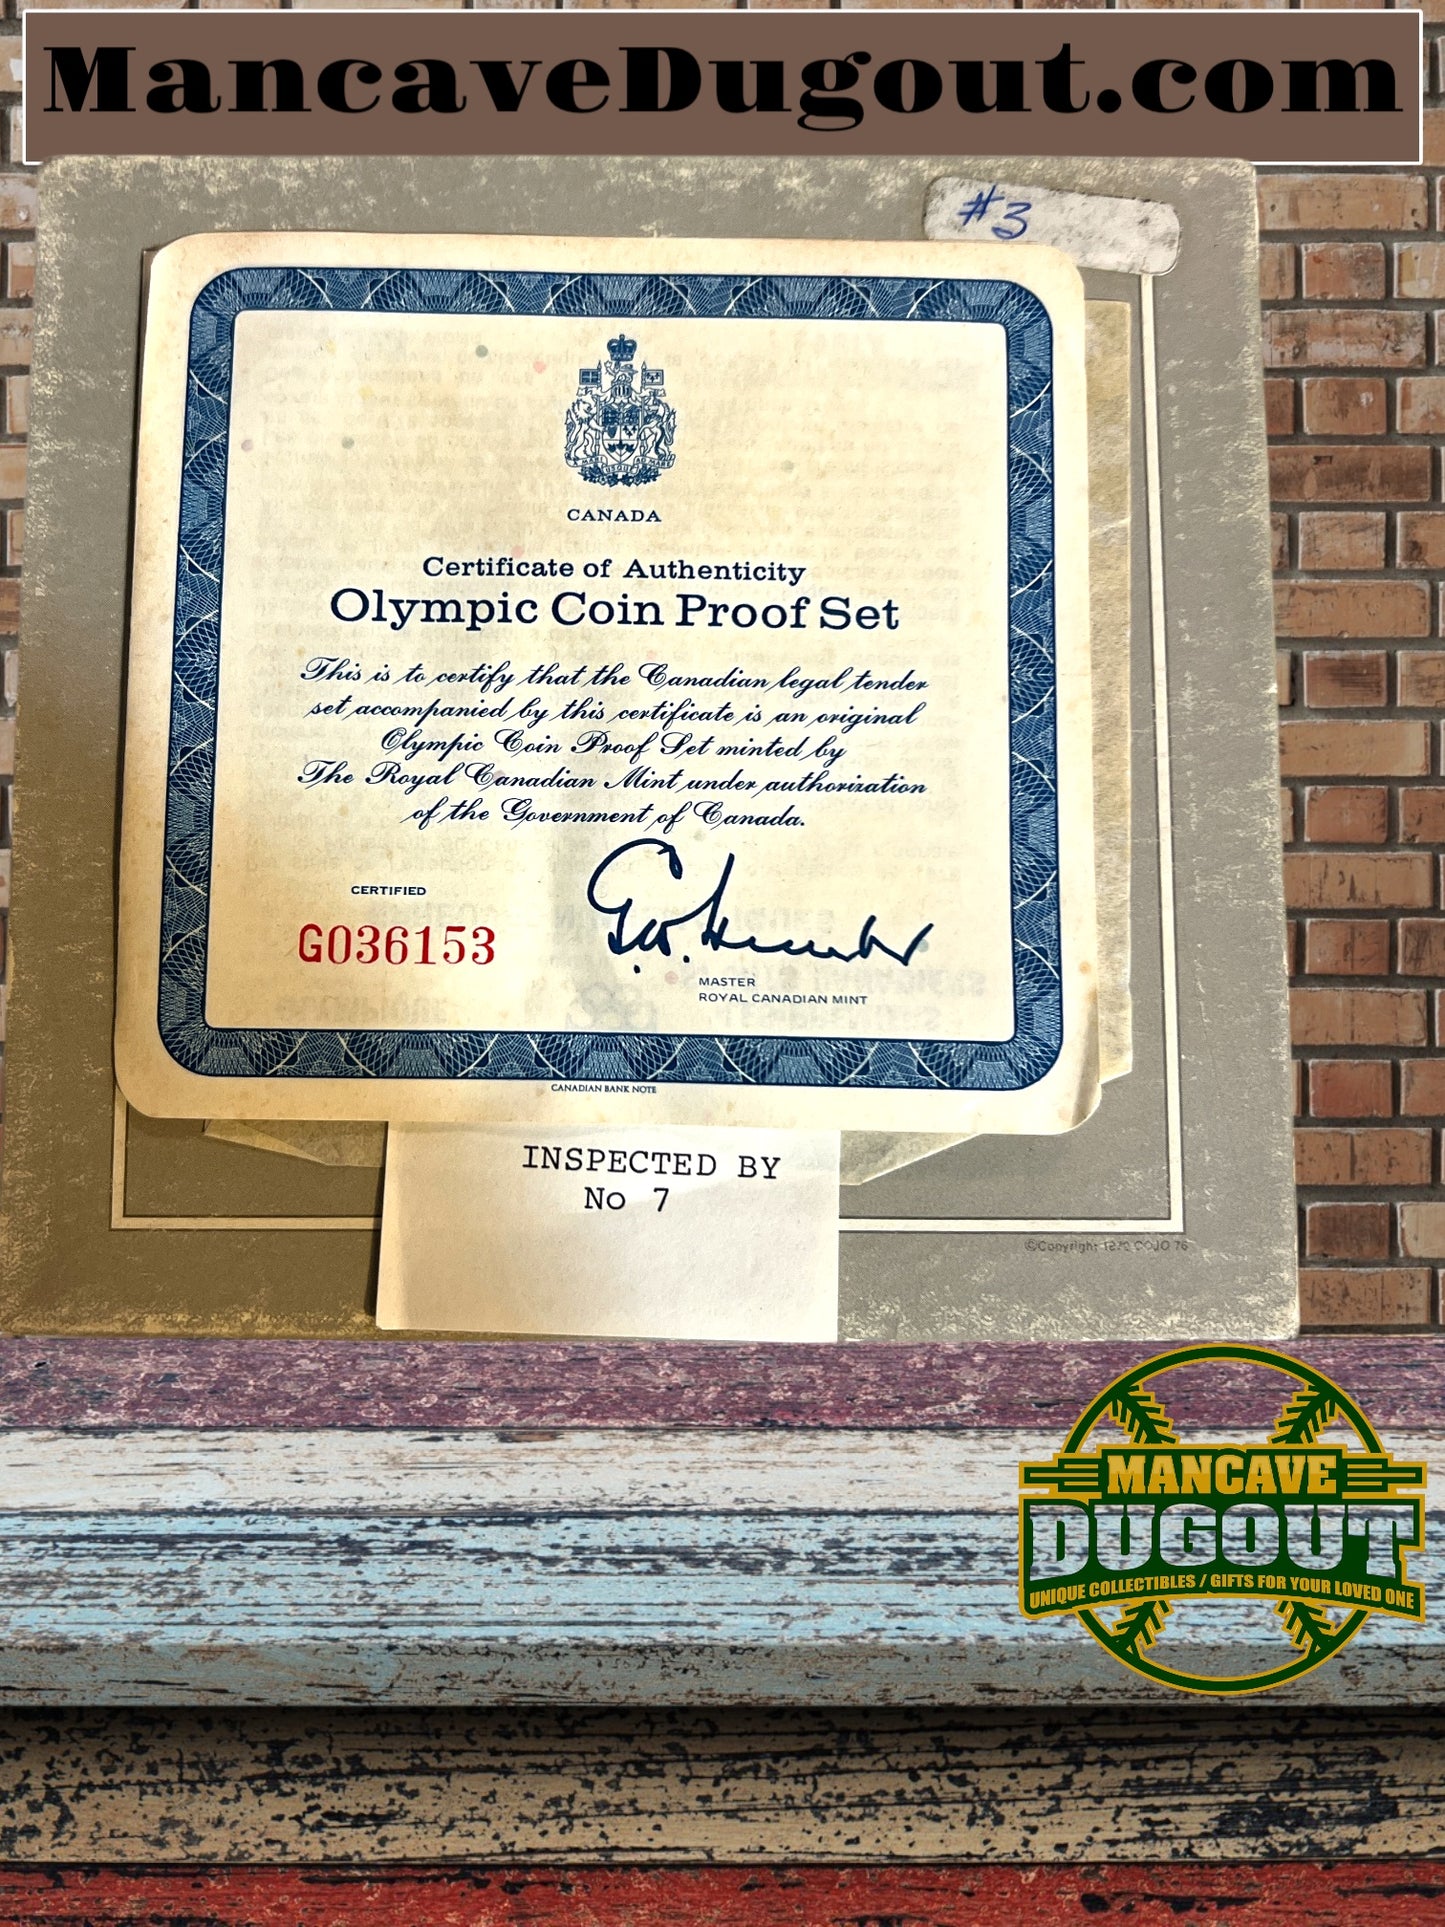 MancaveDugout.com
#3
CANADA
Certificate of Authenticity
Olympic Coin Proof Set
This is to certify that the Canadian legal tender
set accompanied by this certificate is an original
Olympic Coin Proof Set minted by
The Royal Canadian Mint under authorization
of the Government of Canada.
CERTIFIED
G036153
MASTER
ROYAL CANADIAN MINT
CANADIAN BANK NOTE
INSPECTED BY
No 7
MANCAVE
DUGOUT
UNIQUE COLLECTIBLES / GIFTS FOR YOUR LOVED ONE